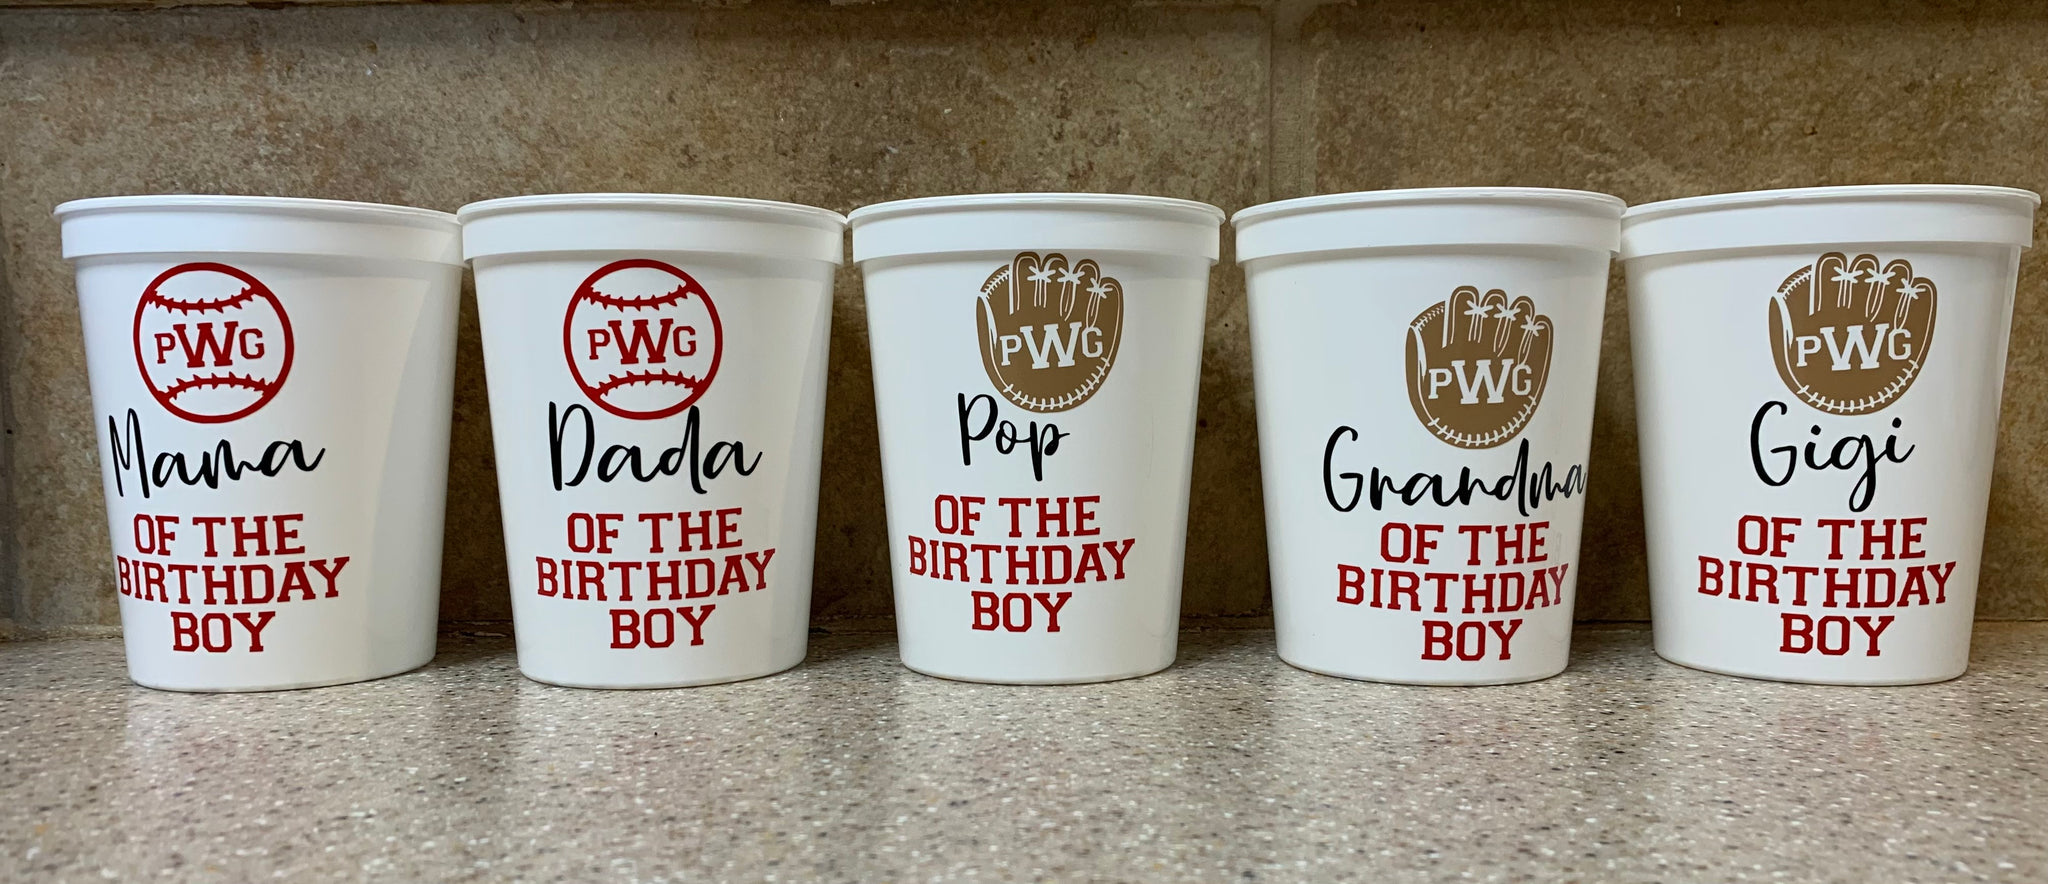 PWG
Mama
OF THE
BIRTHDAY
BOY
PWG
Dada
OF THE
BIRTHDAY
BOY
PWG
Pop
OF THE
BIRTHDAY
BOY
PWG
Grandma
OF THE
BIRTHDAY
BOY
PWG
Gigi
OF THE
BIRTHDAY
BOY